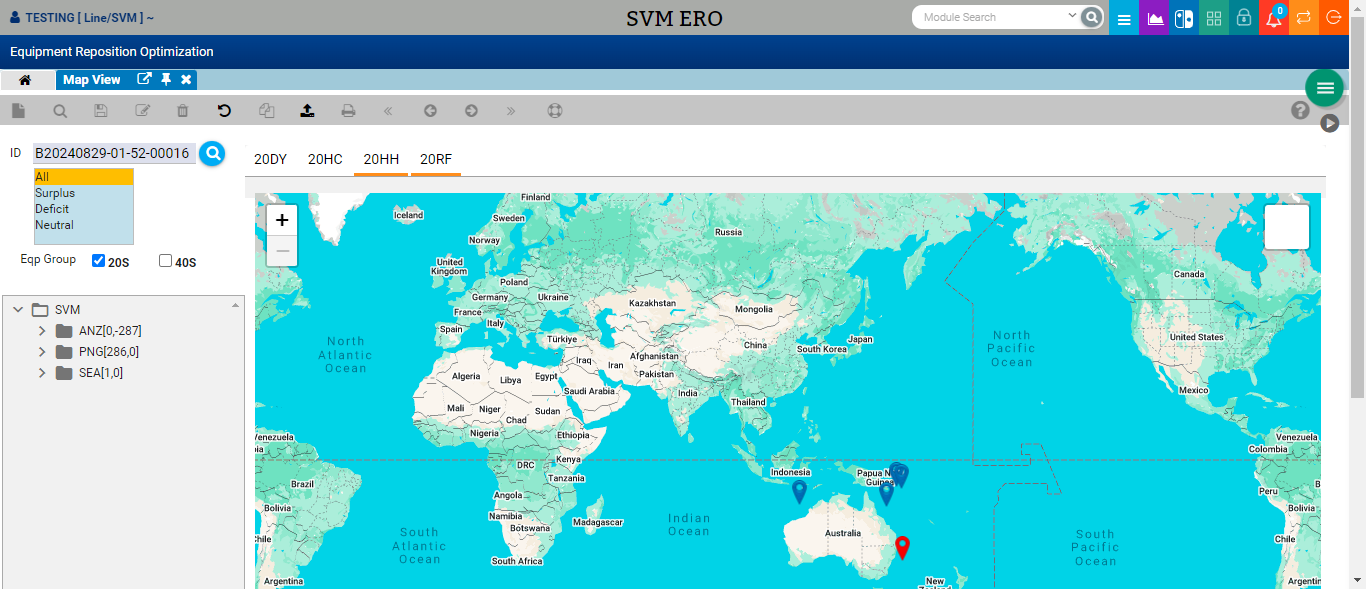 TESTING [ Line/SVM ] ~
SVM ERO
Module Search
0
Equipment Reposition Optimization
Map View
ID
B20240829-01-52-00016
All
Surplus
Deficit
Neutral
Eqp Group
20S
40S
SVM
ANZ[0,-287]
PNG[286,0]
SEA[1,0]
20DY
20HC
20HH
20RF
+
−
Finland
Iceland
Sweden
Russia
Norway
United
Kingdom
Canada
Poland
Germany
Ukraine
Kazakhstan
Mongolia
France
Italy
Spain
Türkiye
China
South Korea
Japan
United States
North
Atlantic
Ocean
North
Pacific
Ocean
Iraq
Iran
Afghanistan
Pakistan
Algeria
Libya
Egypt
Saudi Arabia
India
Mexico
Mali
Niger
Chad
Sudan
Thailand
Nigeria
Ethiopia
Venezuela
Venezuela
bia
Colombia
Kenya
DRC
Tanzania
Indonesia
Papua N
Guinea
Brazil
Peru
B
Angola
Bolivia
Bolivia
Namibia
Botswana
Madagascar
Indian
Ocean
Australia
South
Atlantic
Ocean
South
Pacific
Ocean
hile
Chile
South Africa
Argentina
New
Argentin